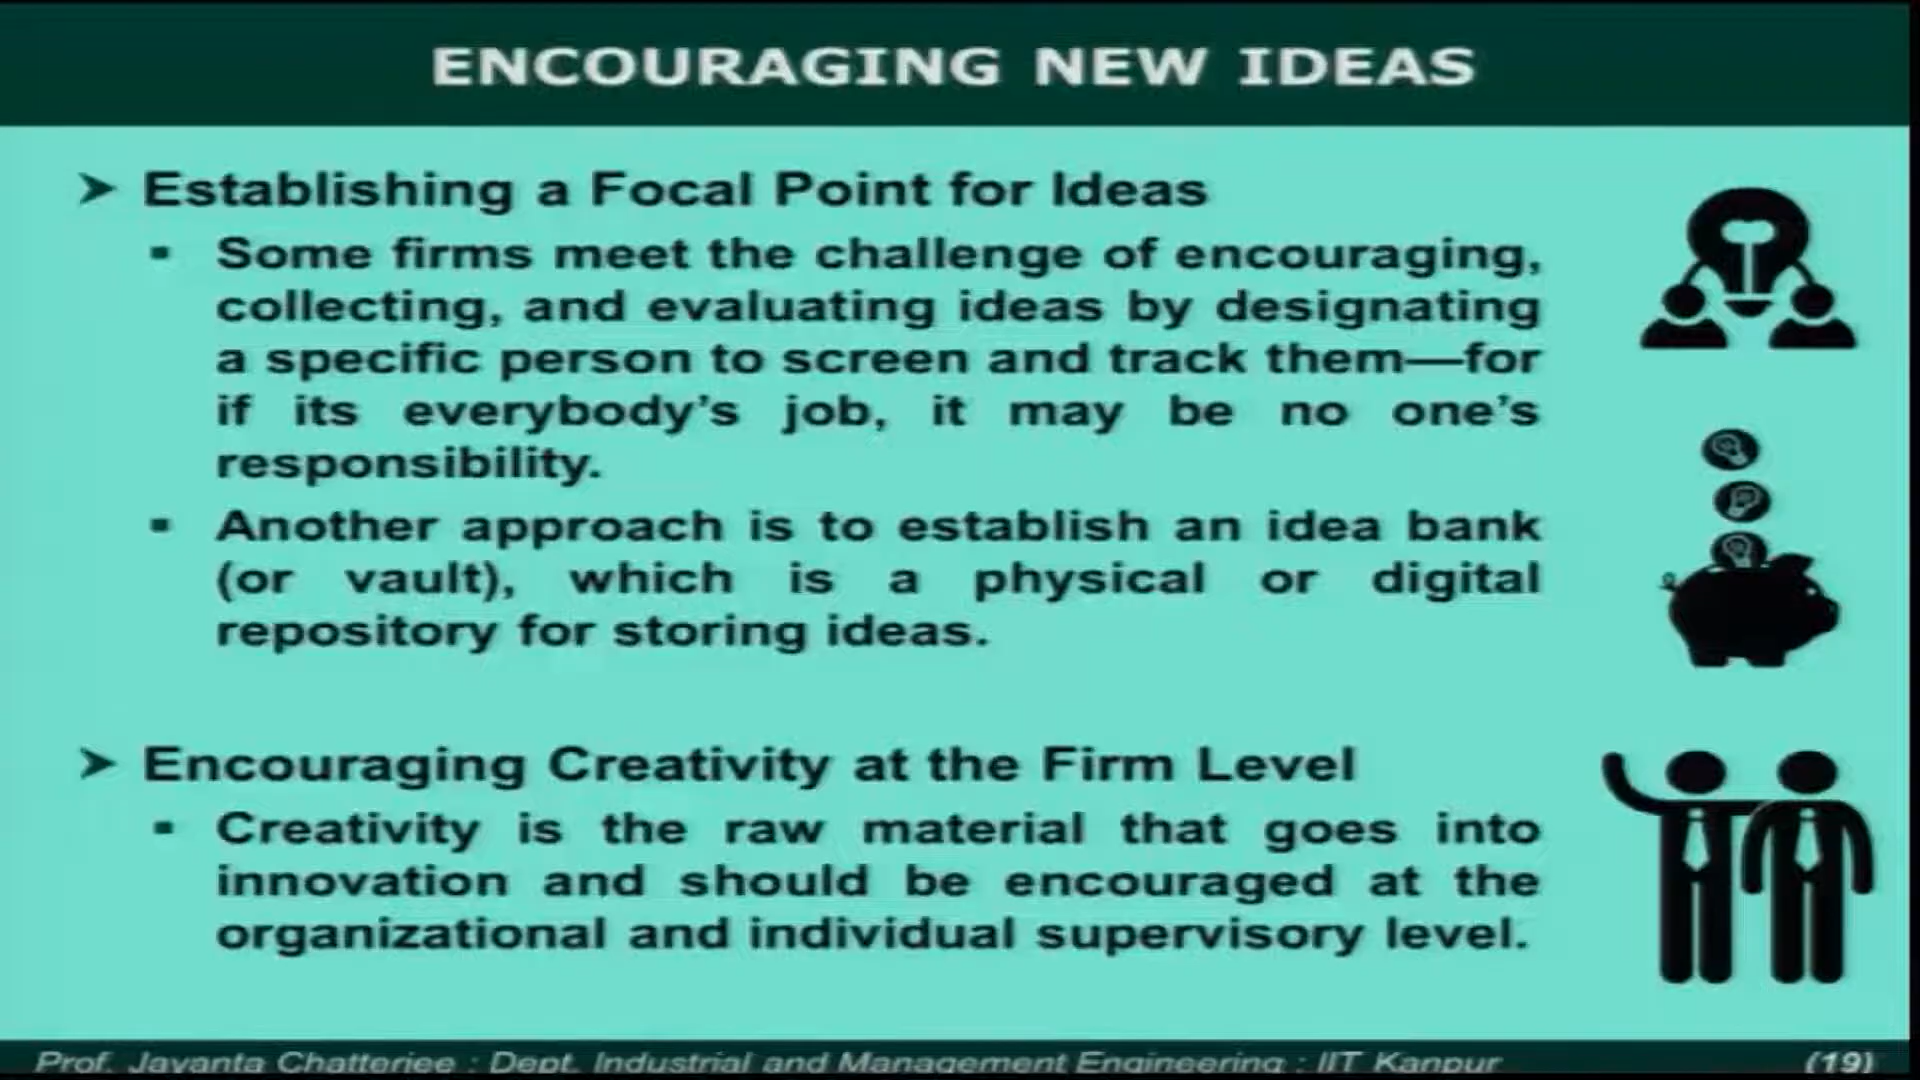 ENCOURAGING NEW IDEAS
➤ Establishing a Focal Point for Ideas
▪ Some firms meet the challenge of encouraging,
collecting, and evaluating ideas by designating
a specific person to screen and track them—for
if its everybody’s job, it may be no one’s
responsibility.
▪ Another approach is to establish an idea bank
(or vault), which is a physical or digital
repository for storing ideas.
➤ Encouraging Creativity at the Firm Level
▪ Creativity is the raw material that goes into
innovation and should be encouraged at the
organizational and individual supervisory level.
Prof. Jayanta Chatterjee : Dept. Industrial and Management Engineering : IIT Kanpur (19)